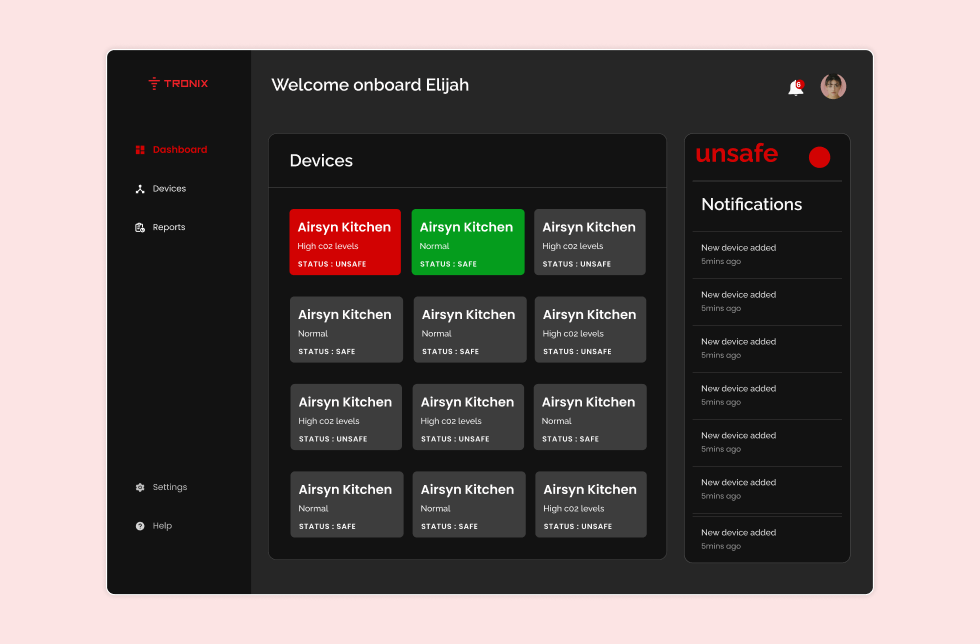 TRONIX
Dashboard
Devices
Reports
Settings
Help
Welcome onboard Elijah
6
Devices
Airsyn Kitchen
High c02 levels
STATUS : UNSAFE
Airsyn Kitchen
Normal
STATUS : SAFE
Airsyn Kitchen
High c02 levels
STATUS : UNSAFE
Airsyn Kitchen
Normal
STATUS : SAFE
Airsyn Kitchen
Normal
STATUS : SAFE
Airsyn Kitchen
High c02 levels
STATUS : UNSAFE
Airsyn Kitchen
High c02 levels
STATUS : UNSAFE
Airsyn Kitchen
High c02 levels
STATUS : UNSAFE
Airsyn Kitchen
Normal
STATUS : SAFE
Airsyn Kitchen
Normal
STATUS : SAFE
Airsyn Kitchen
Normal
STATUS : SAFE
Airsyn Kitchen
High c02 levels
STATUS : UNSAFE
unsafe
Notifications
New device added
5mins ago
New device added
5mins ago
New device added
5mins ago
New device added
5mins ago
New device added
5mins ago
New device added
5mins ago
New device added
5mins ago